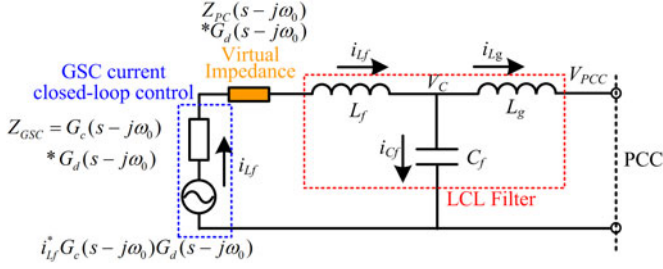 Z_PC(s − jω₀)
*G_d(s − jω₀)
Virtual
Impedance
GSC current
closed-loop control
i_Lf
i_Lg
V_C
V_PCC
L_f
L_g
Z_GSC = G_c(s − jω₀)
* G_d(s − jω₀)
i_Lf
i_Cf
C_f
PCC
LCL Filter
i*_Lf G_c(s − jω₀)G_d(s − jω₀)